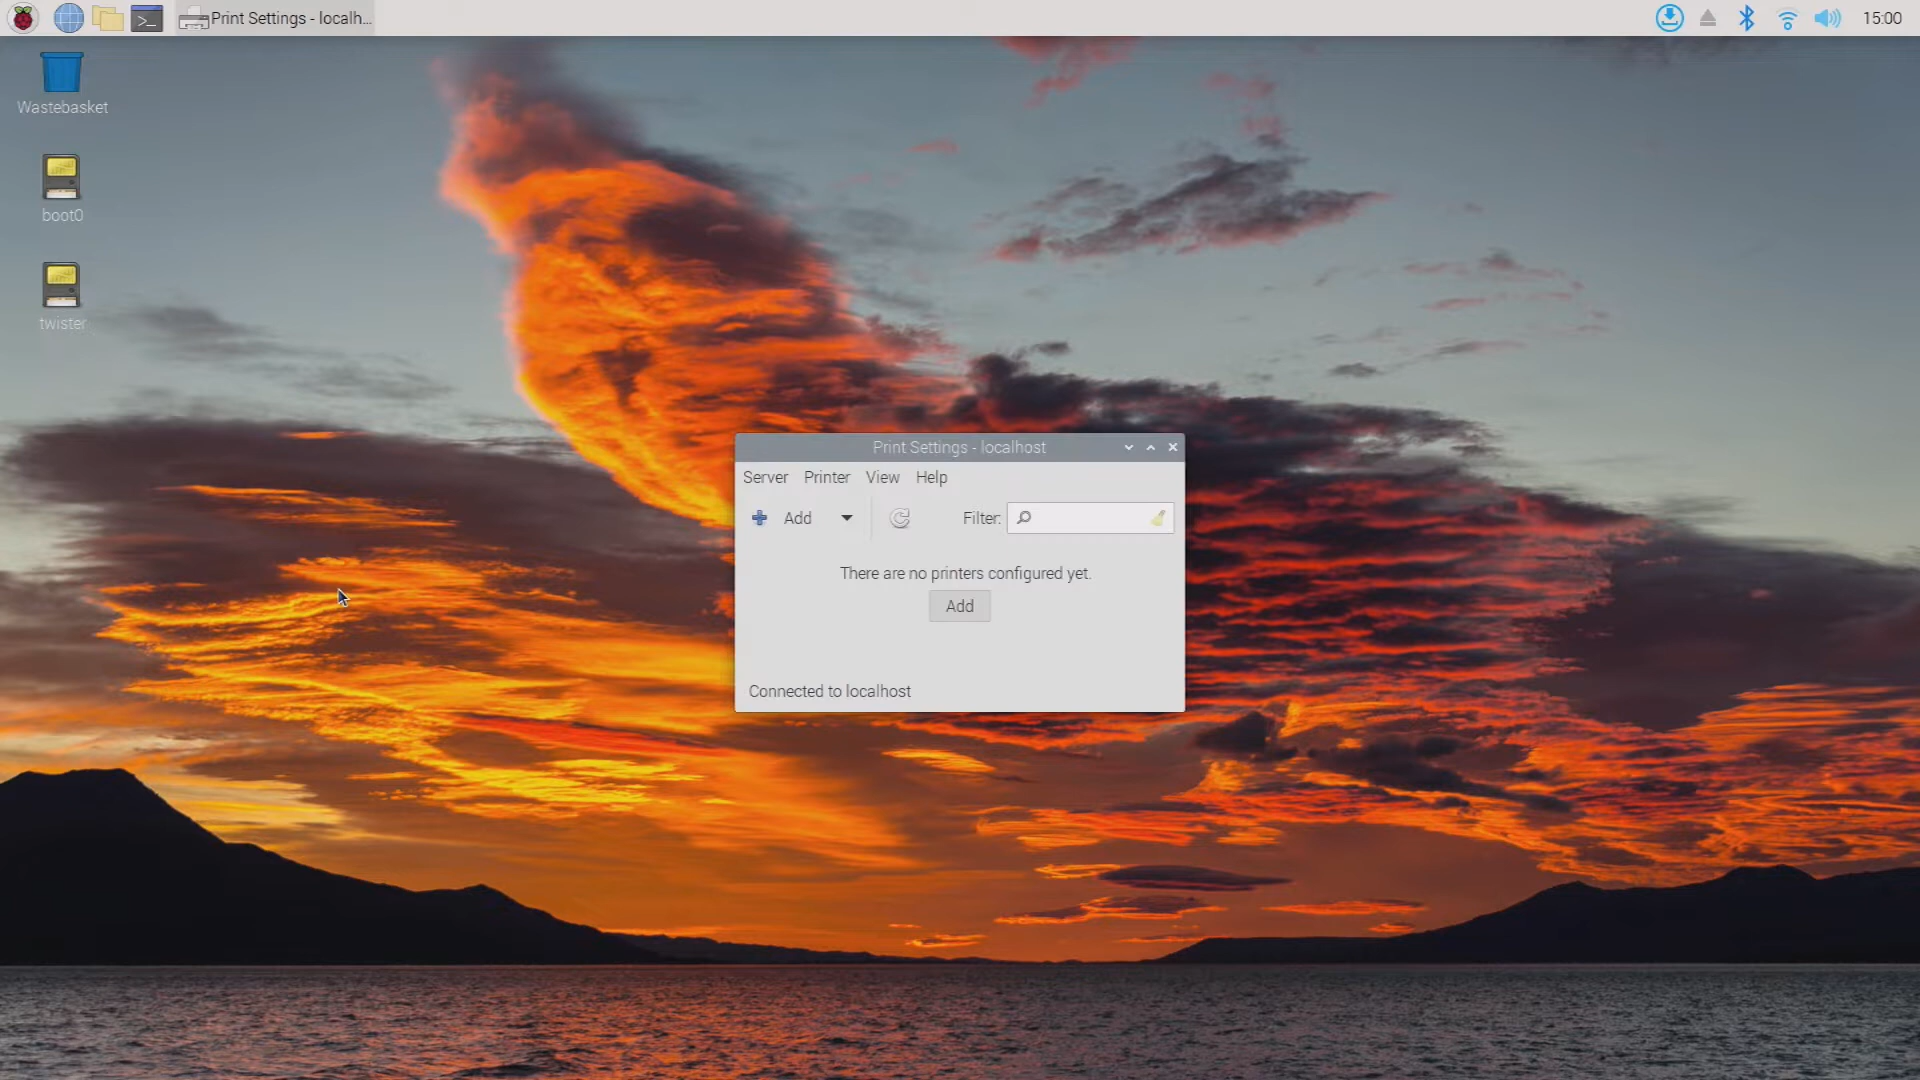 Print Settings - localh...
15:00
Wastebasket
boot0
twister
Print Settings - localhost
Server Printer View Help
Add Filter:
There are no printers configured yet.
Add
Connected to localhost